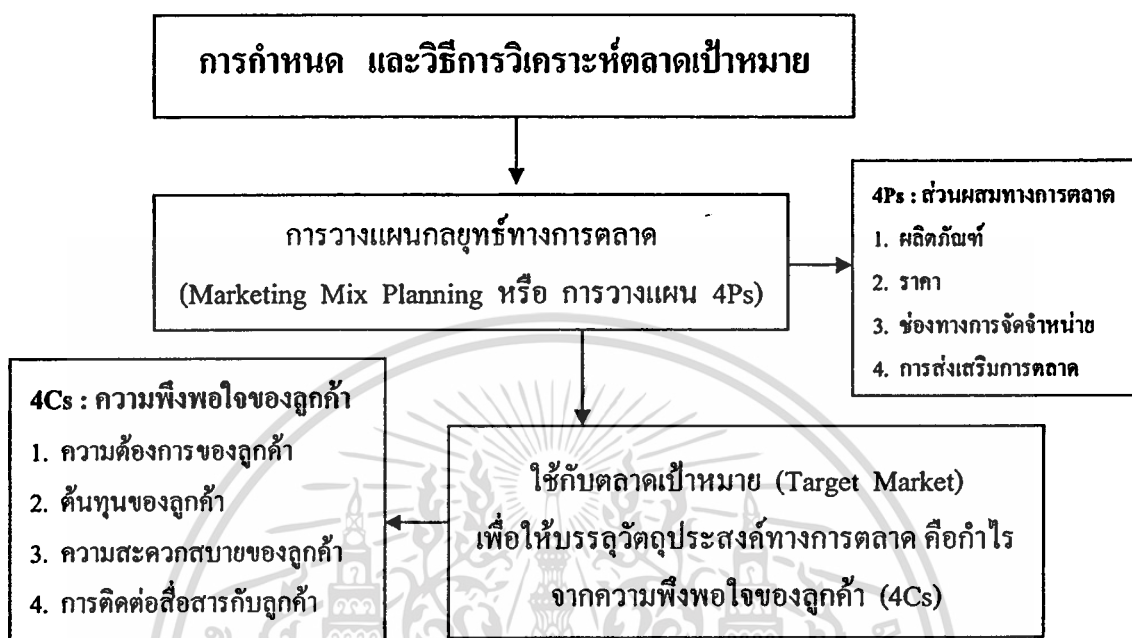 การกำหนด และวิธีการวิเคราะห์ตลาดเป้าหมาย
การวางแผนกลยุทธ์ทางการตลาด
(Marketing Mix Planning หรือ การวางแผน 4Ps)
4Ps : ส่วนผสมทางการตลาด
1. ผลิตภัณฑ์
2. ราคา
3. ช่องทางการจัดจำหน่าย
4. การส่งเสริมการตลาด
4Cs : ความพึงพอใจของลูกค้า
1. ความต้องการของลูกค้า
2. ต้นทุนของลูกค้า
3. ความสะดวกสบายของลูกค้า
4. การติดต่อสื่อสารกับลูกค้า
ใช้กับตลาดเป้าหมาย (Target Market)
เพื่อให้บรรลุวัตถุประสงค์ทางการตลาด คือกำไร
จากความพึงพอใจของลูกค้า (4Cs)